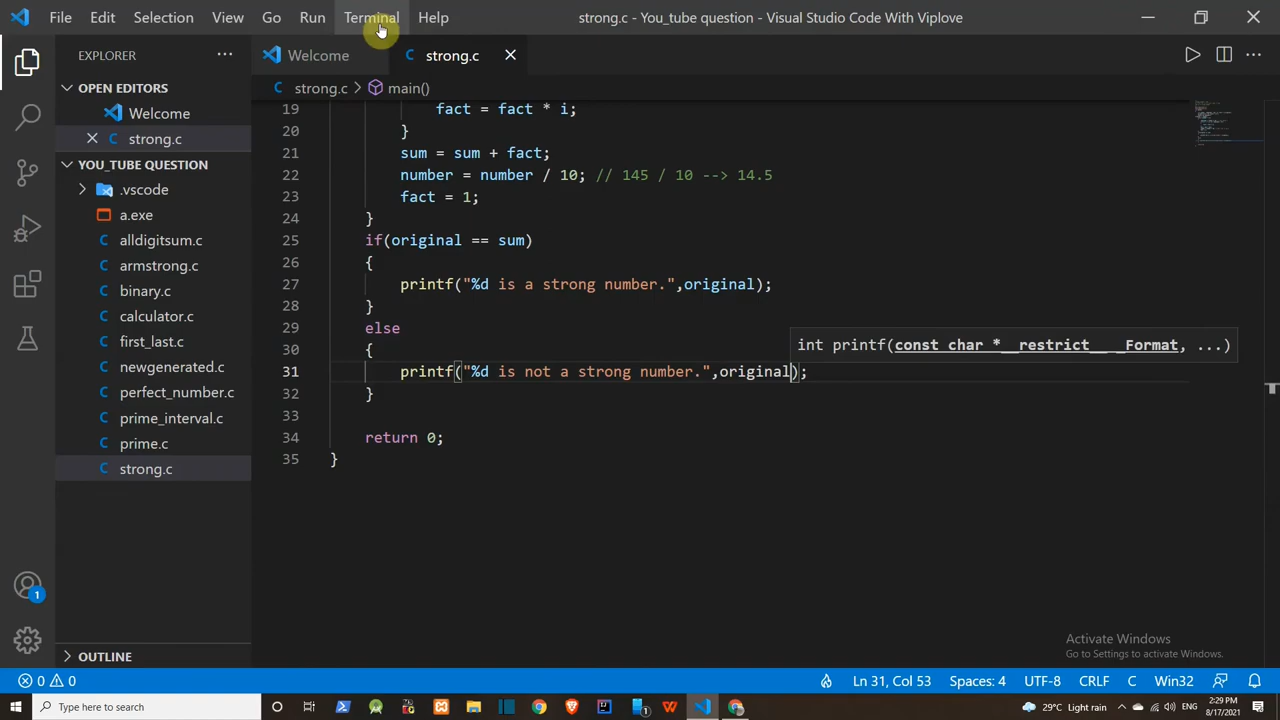 File Edit Selection View Go Run Terminal Help strong.c - You_tube question - Visual Studio Code With Viplove
EXPLORER ... Welcome C strong.c
OPEN EDITORS
Welcome
C strong.c
YOU_TUBE QUESTION
.vscode
a.exe
C alldigitsum.c
C armstrong.c
C binary.c
C calculator.c
C first_last.c
C newgenerated.c
C perfect_number.c
C prime_interval.c
C prime.c
C strong.c
OUTLINE
C strong.c > main()
19 fact = fact * i;
20 }
21 sum = sum + fact;
22 number = number / 10; // 145 / 10 --> 14.5
23 fact = 1;
24 }
25 if(original == sum)
26 {
27 printf("%d is a strong number.",original);
28 }
29 else
30 {
int printf(const char *__restrict__ _Format, ...)
31 printf("%d is not a strong number.",original);
32 }
33
34 return 0;
35 }
1
Activate Windows
Go to Settings to activate Windows.
0 0 Ln 31, Col 53 Spaces: 4 UTF-8 CRLF C Win32
Type here to search 29°C Light rain 2:29 PM
8/17/2021